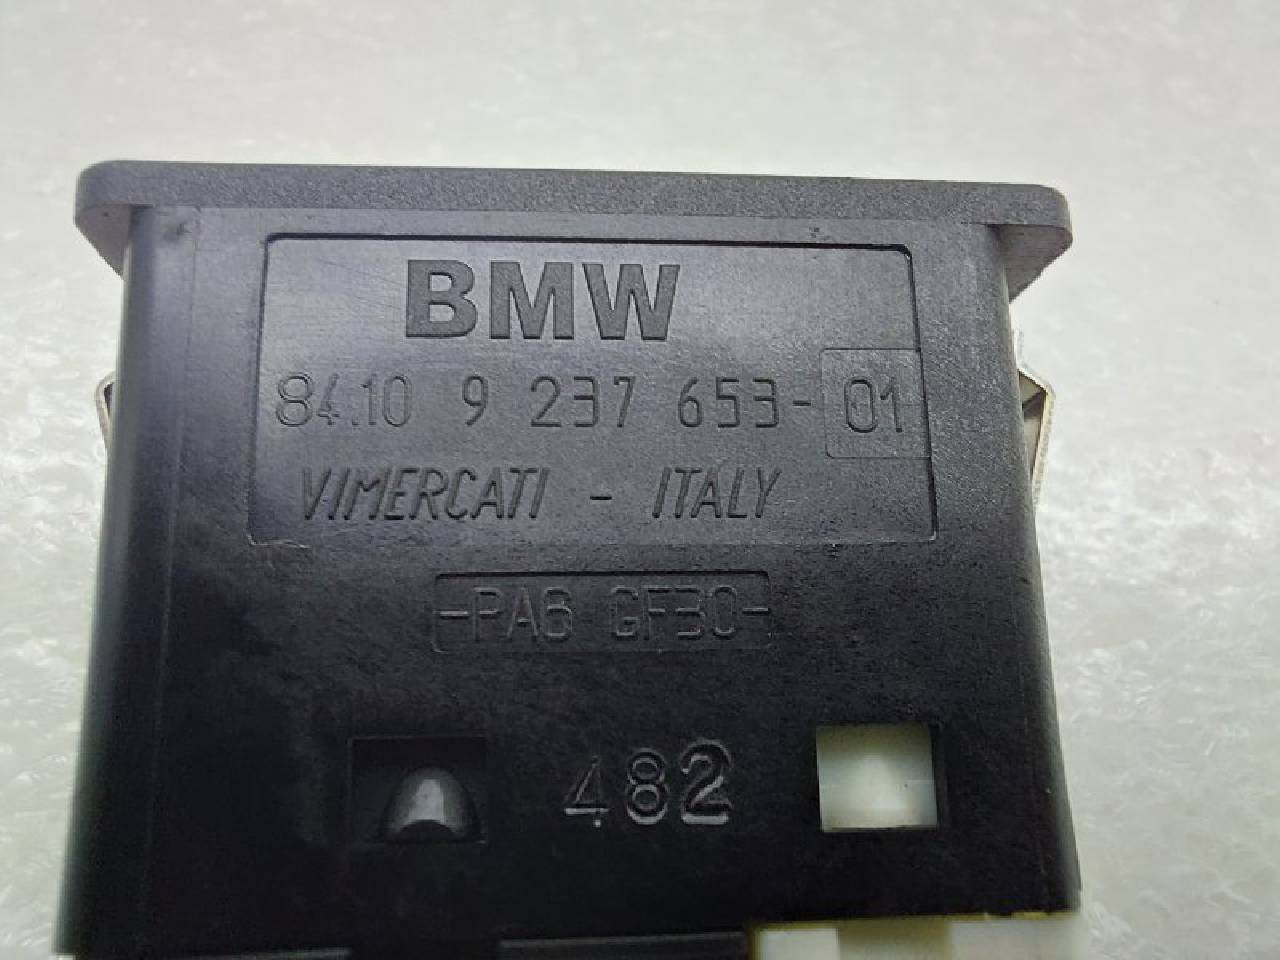 BMW
84.10 9 237 653-01
VIMERCATI - ITALY
-PA6 GF30-
482